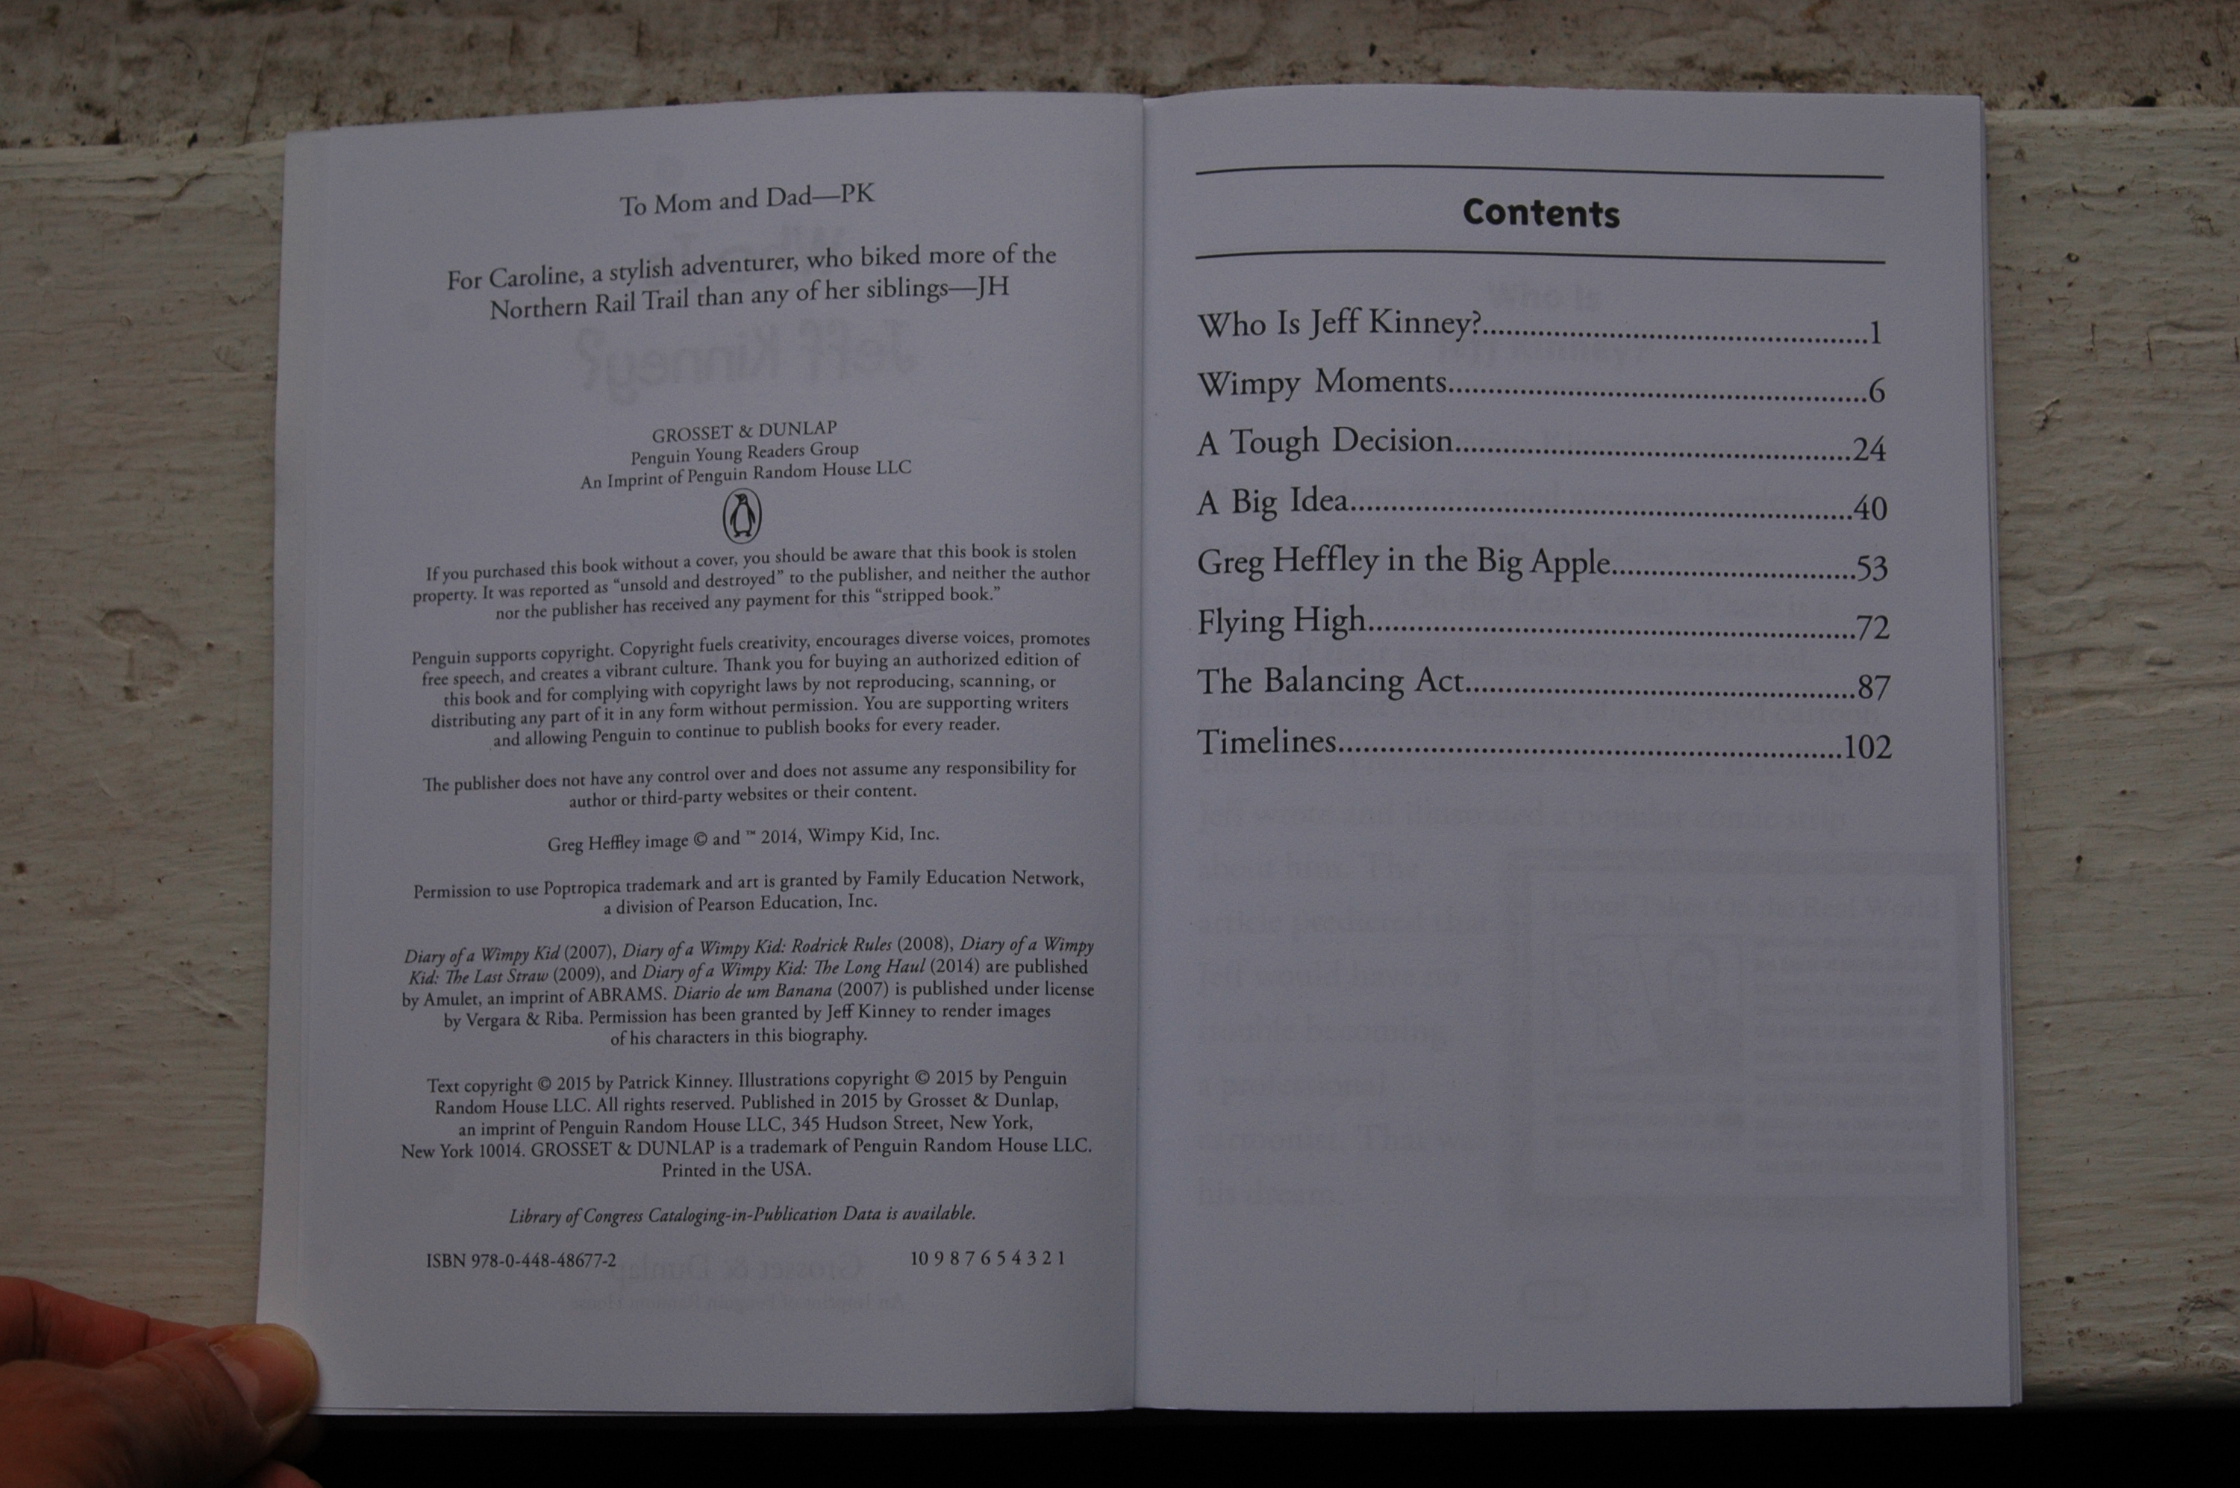 To Mom and Dad—PK
For Caroline, a stylish adventurer, who biked more of the
Northern Rail Trail than any of her siblings—JH
GROSSET & DUNLAP
Penguin Young Readers Group
An Imprint of Penguin Random House LLC
If you purchased this book without a cover, you should be aware that this book is stolen
property. It was reported as “unsold and destroyed” to the publisher, and neither the author
nor the publisher has received any payment for this “stripped book.”
Penguin supports copyright. Copyright fuels creativity, encourages diverse voices, promotes
free speech, and creates a vibrant culture. Thank you for buying an authorized edition of
this book and for complying with copyright laws by not reproducing, scanning, or
distributing any part of it in any form without permission. You are supporting writers
and allowing Penguin to continue to publish books for every reader.
The publisher does not have any control over and does not assume any responsibility for
author or third-party websites or their content.
Greg Heffley image © and ™ 2014, Wimpy Kid, Inc.
Permission to use Poptropica trademark and art is granted by Family Education Network,
a division of Pearson Education, Inc.
Diary of a Wimpy Kid (2007), Diary of a Wimpy Kid: Rodrick Rules (2008), Diary of a Wimpy
Kid: The Last Straw (2009), and Diary of a Wimpy Kid: The Long Haul (2014) are published
by Amulet, an imprint of ABRAMS. Diario de um Banana (2007) is published under license
by Vergara & Riba. Permission has been granted by Jeff Kinney to render images
of his characters in this biography.
Text copyright © 2015 by Patrick Kinney. Illustrations copyright © 2015 by Penguin
Random House LLC. All rights reserved. Published in 2015 by Grosset & Dunlap,
an imprint of Penguin Random House LLC, 345 Hudson Street, New York,
New York 10014. GROSSET & DUNLAP is a trademark of Penguin Random House LLC.
Printed in the USA.
Library of Congress Cataloging-in-Publication Data is available.
ISBN 978-0-448-48677-2 10 9 8 7 6 5 4 3 2 1
Contents
Who Is Jeff Kinney?.....1
Wimpy Moments.....6
A Tough Decision.....24
A Big Idea.....40
Greg Heffley in the Big Apple.....53
Flying High.....72
The Balancing Act.....87
Timelines.....102